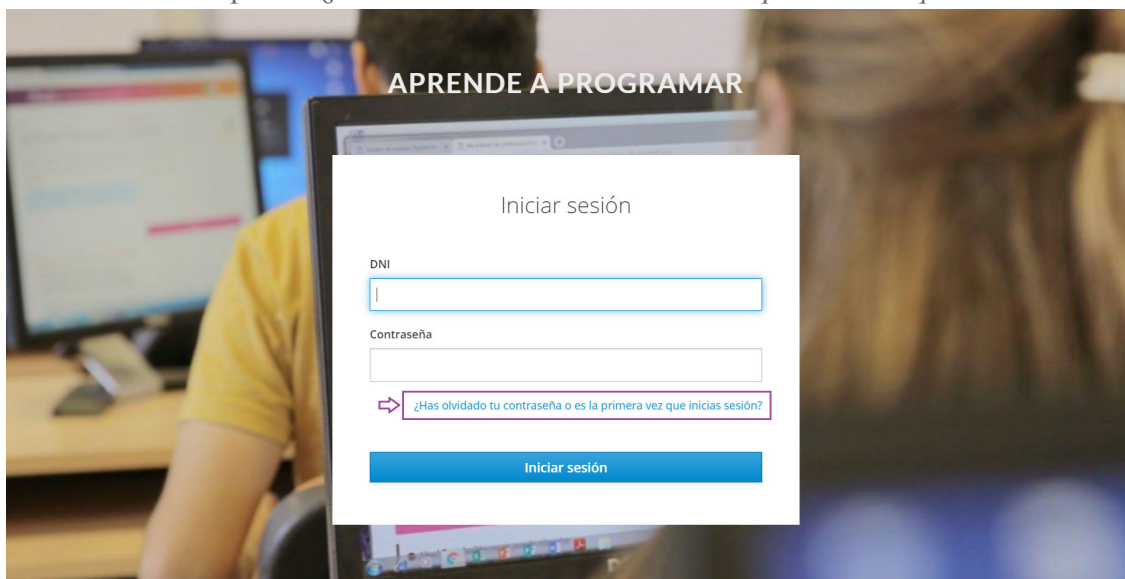 APRENDE A PROGRAMAR
Iniciar sesión
DNI
Contraseña
¿Has olvidado tu contraseña o es la primera vez que inicias sesión?
Iniciar sesión